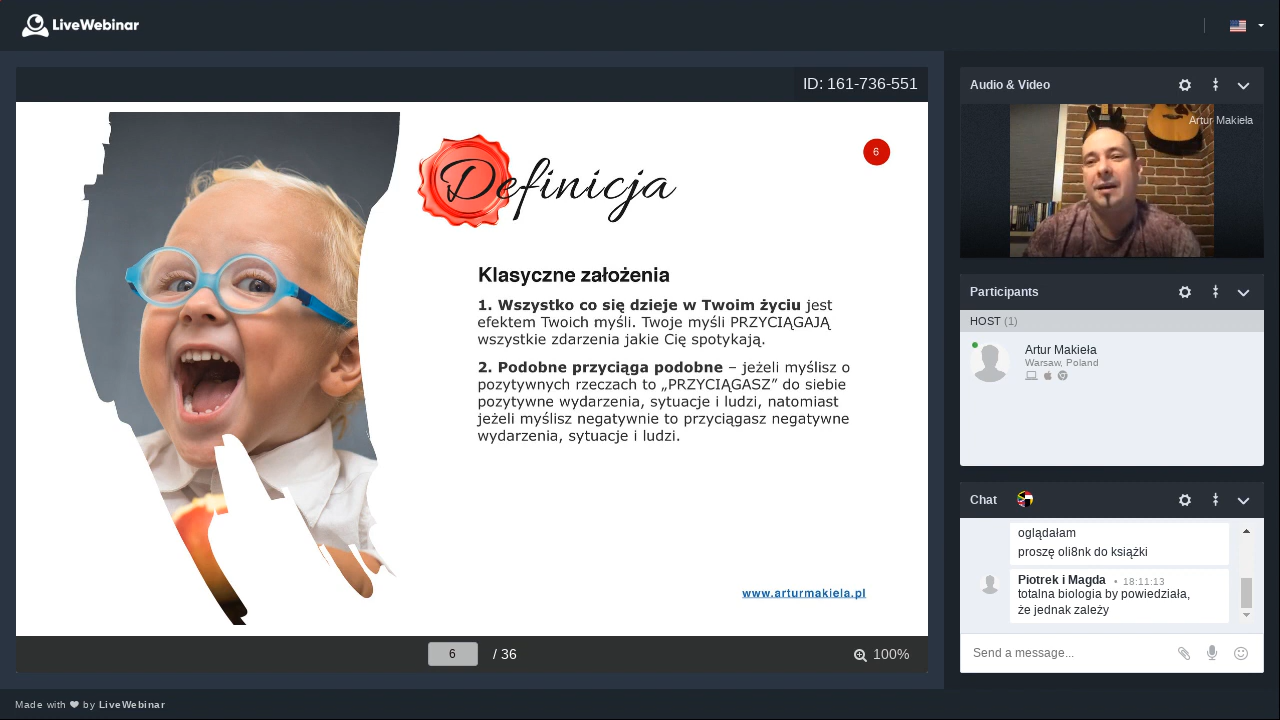 LiveWebinar
ID: 161-736-551
Definicja
6
Klasyczne założenia
1. Wszystko co się dzieje w Twoim życiu jest
efektem Twoich myśli. Twoje myśli PRZYCIĄGAJĄ
wszystkie zdarzenia jakie Cię spotykają.
2. Podobne przyciąga podobne – jeżeli myślisz o
pozytywnych rzeczach to „PRZYCIĄGASZ” do siebie
pozytywne wydarzenia, sytuacje i ludzi, natomiast
jeżeli myślisz negatywnie to przyciągasz negatywne
wydarzenia, sytuacje i ludzi.
www.arturmakiela.pl
6 / 36
100%
Audio & Video
Artur Makieła
Participants
HOST (1)
Artur Makieła
Warsaw, Poland
Chat
oglądałam
proszę oli8nk do książki
Piotrek i Magda • 18:11:13
totalna biologia by powiedziała,
że jednak zależy
Send a message...
Made with ❤ by LiveWebinar